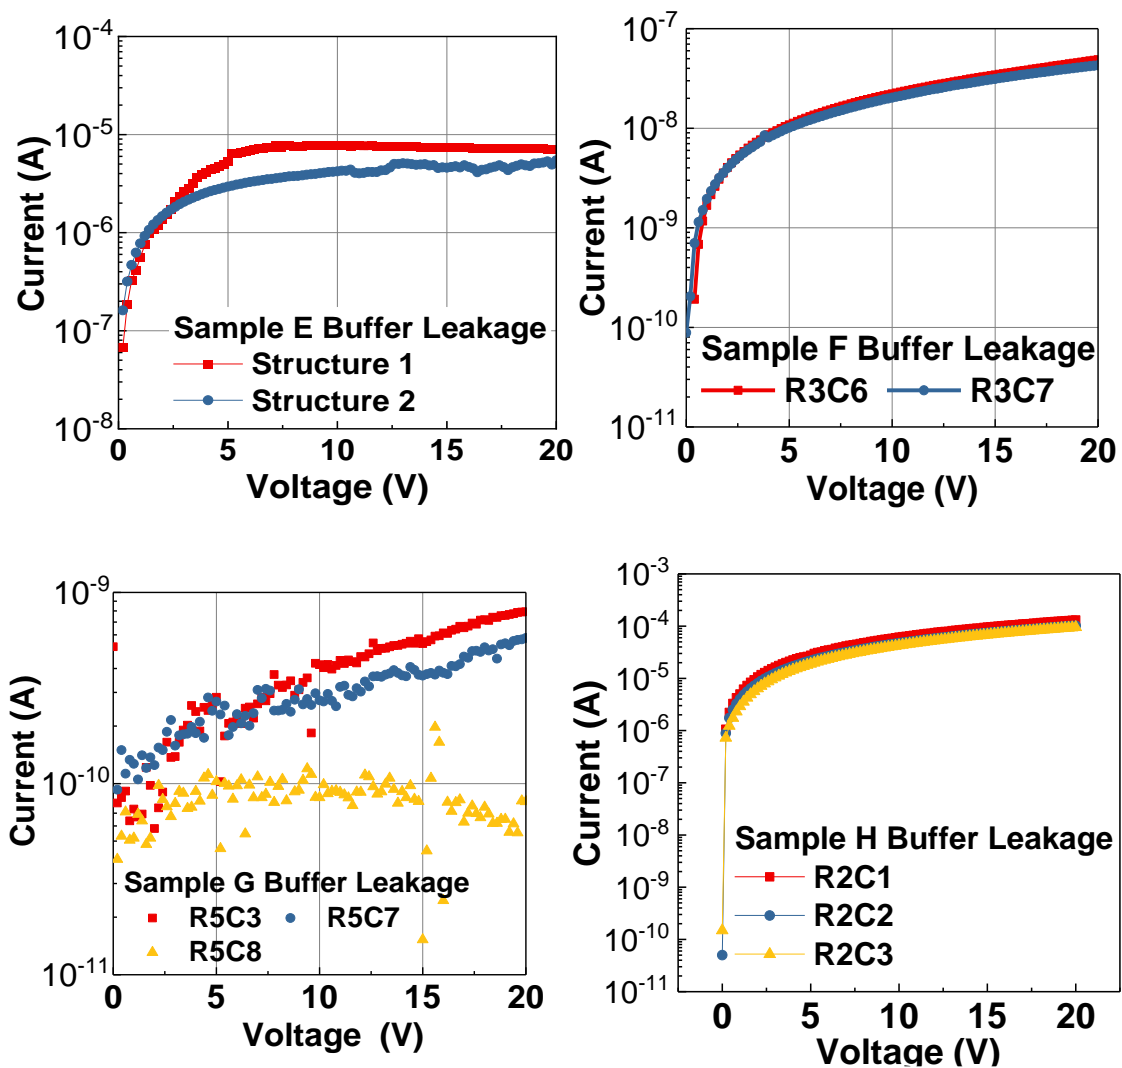 10-4
10-5
10-6
10-7
10-8
Current (A)
Sample E Buffer Leakage
Structure 1
Structure 2
0 5 10 15 20
Voltage (V)
10-7
10-8
10-9
10-10
10-11
Current (A)
Sample F Buffer Leakage
R3C6 R3C7
0 5 10 15 20
Voltage (V)
10-9
10-10
10-11
Current (A)
Sample G Buffer Leakage
R5C3 R5C7
R5C8
0 5 10 15 20
Voltage (V)
10-3
10-4
10-5
10-6
10-7
10-8
10-9
10-10
10-11
Current (A)
Sample H Buffer Leakage
R2C1
R2C2
R2C3
0 5 10 15 20
Voltage (V)